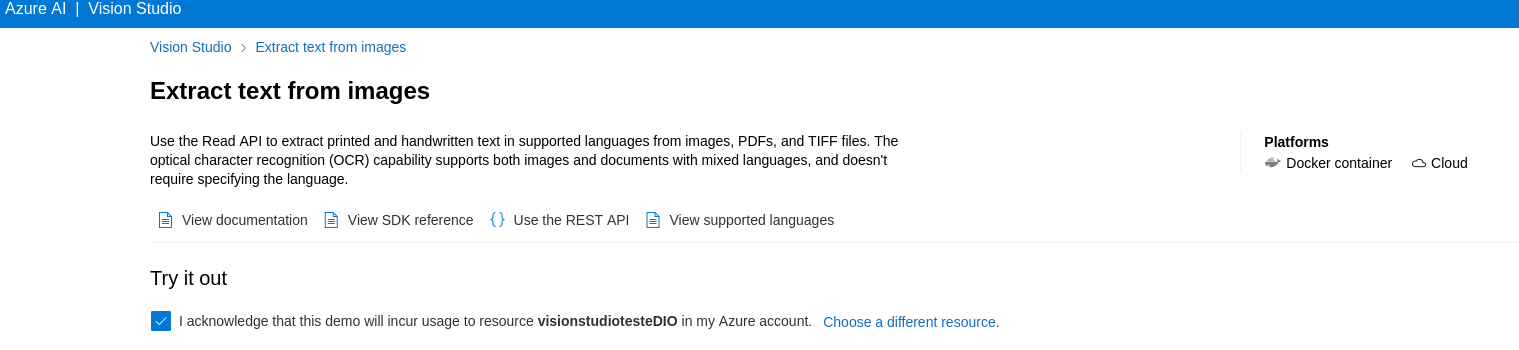 Azure AI | Vision Studio
Vision Studio > Extract text from images
Extract text from images
Use the Read API to extract printed and handwritten text in supported languages from images, PDFs, and TIFF files. The
optical character recognition (OCR) capability supports both images and documents with mixed languages, and doesn't
require specifying the language.
Platforms
Docker container Cloud
View documentation View SDK reference {} Use the REST API View supported languages
Try it out
I acknowledge that this demo will incur usage to resource visionstudiotesteDIO in my Azure account. Choose a different resource.